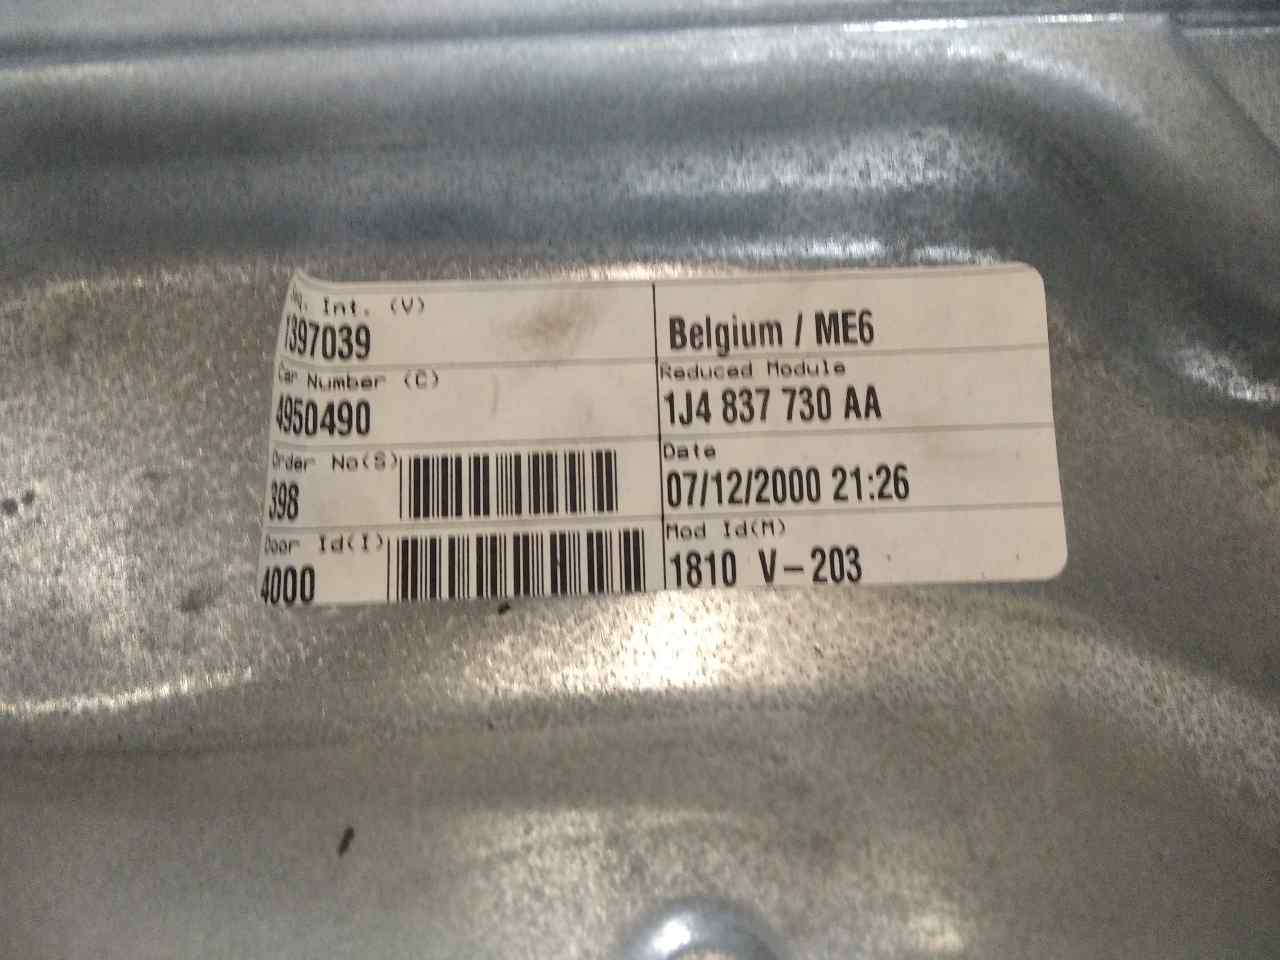 Int. (V)
1397039
Car Number (C)
4950490
Order No(S)
398
Door Id(I)
4000
Belgium / ME6
Reduced Module
1J4 837 730 AA
Date
07/12/2000 21:26
Mod Id(M)
1810 V-203